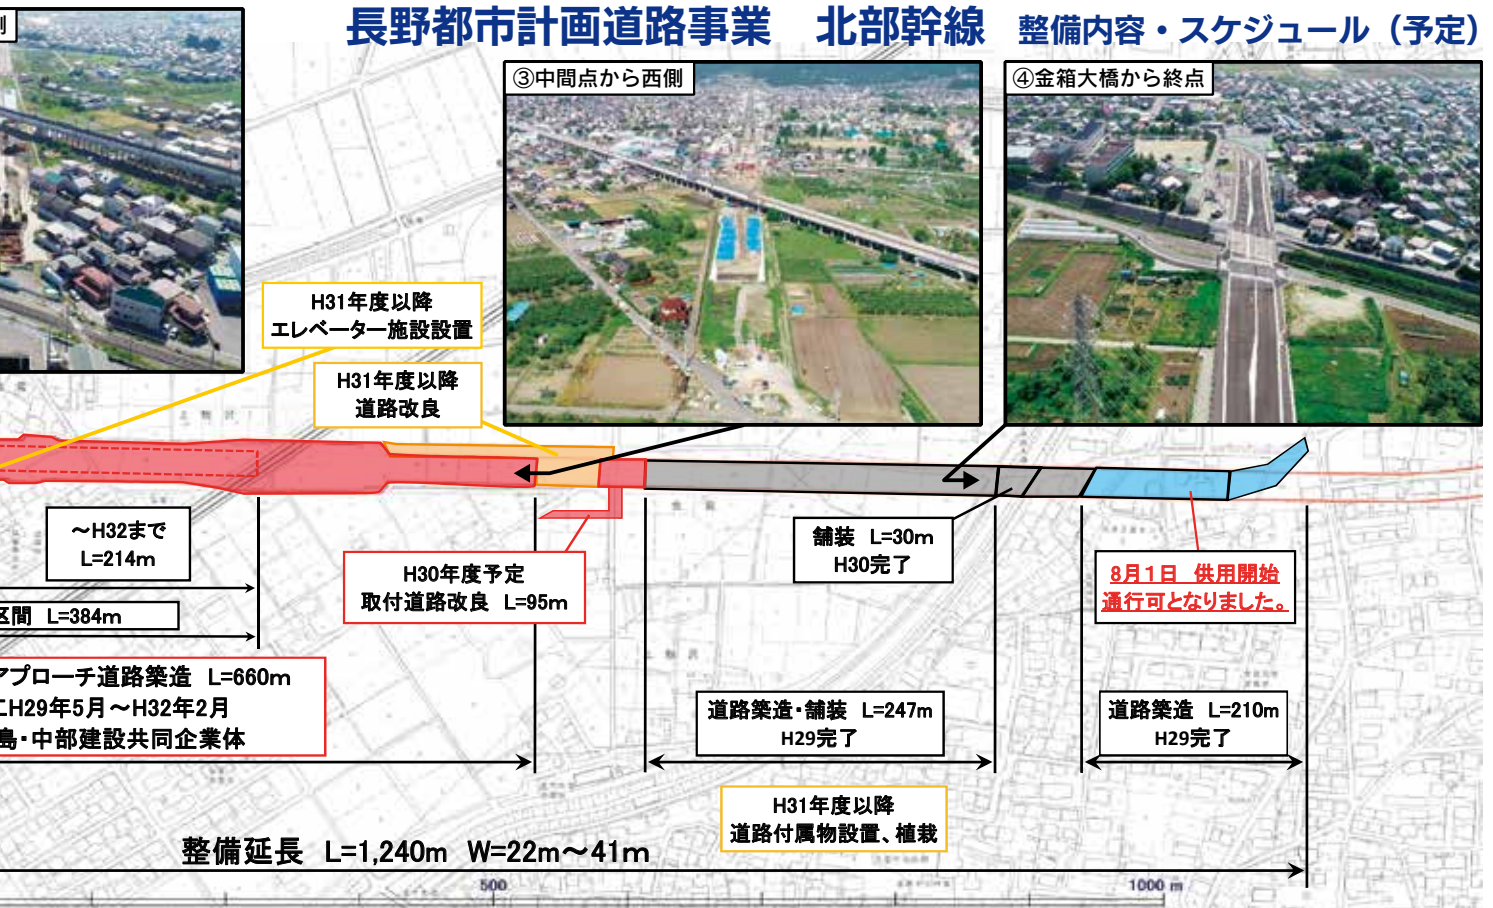 長野都市計画道路事業 北部幹線 整備内容・スケジュール（予定）
③中間点から西側
④金箱大橋から終点
H31年度以降
エレベーター施設設置
H31年度以降
道路改良
～H32まで
L=214m
区間 L=384m
H30年度予定
取付道路改良 L=95m
舗装 L=30m
H30完了
8月1日 供用開始
通行可となりました。
アプローチ道路築造 L=660m
H29年5月～H32年2月
島・中部建設共同企業体
道路築造・舗装 L=247m
H29完了
道路築造 L=210m
H29完了
H31年度以降
道路付属物設置、植栽
整備延長 L=1,240m W=22m～41m
500
1000 m